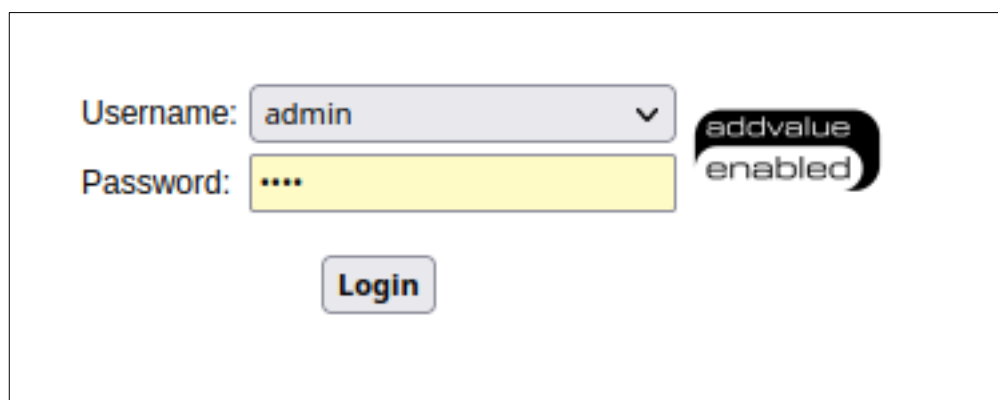 Username: admin
addvalue
enabled
Password: ••••
Login